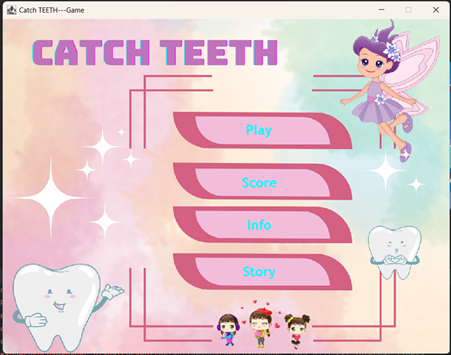 Catch TEETH---Game
CATCH TEETH
Play
Score
Info
Story